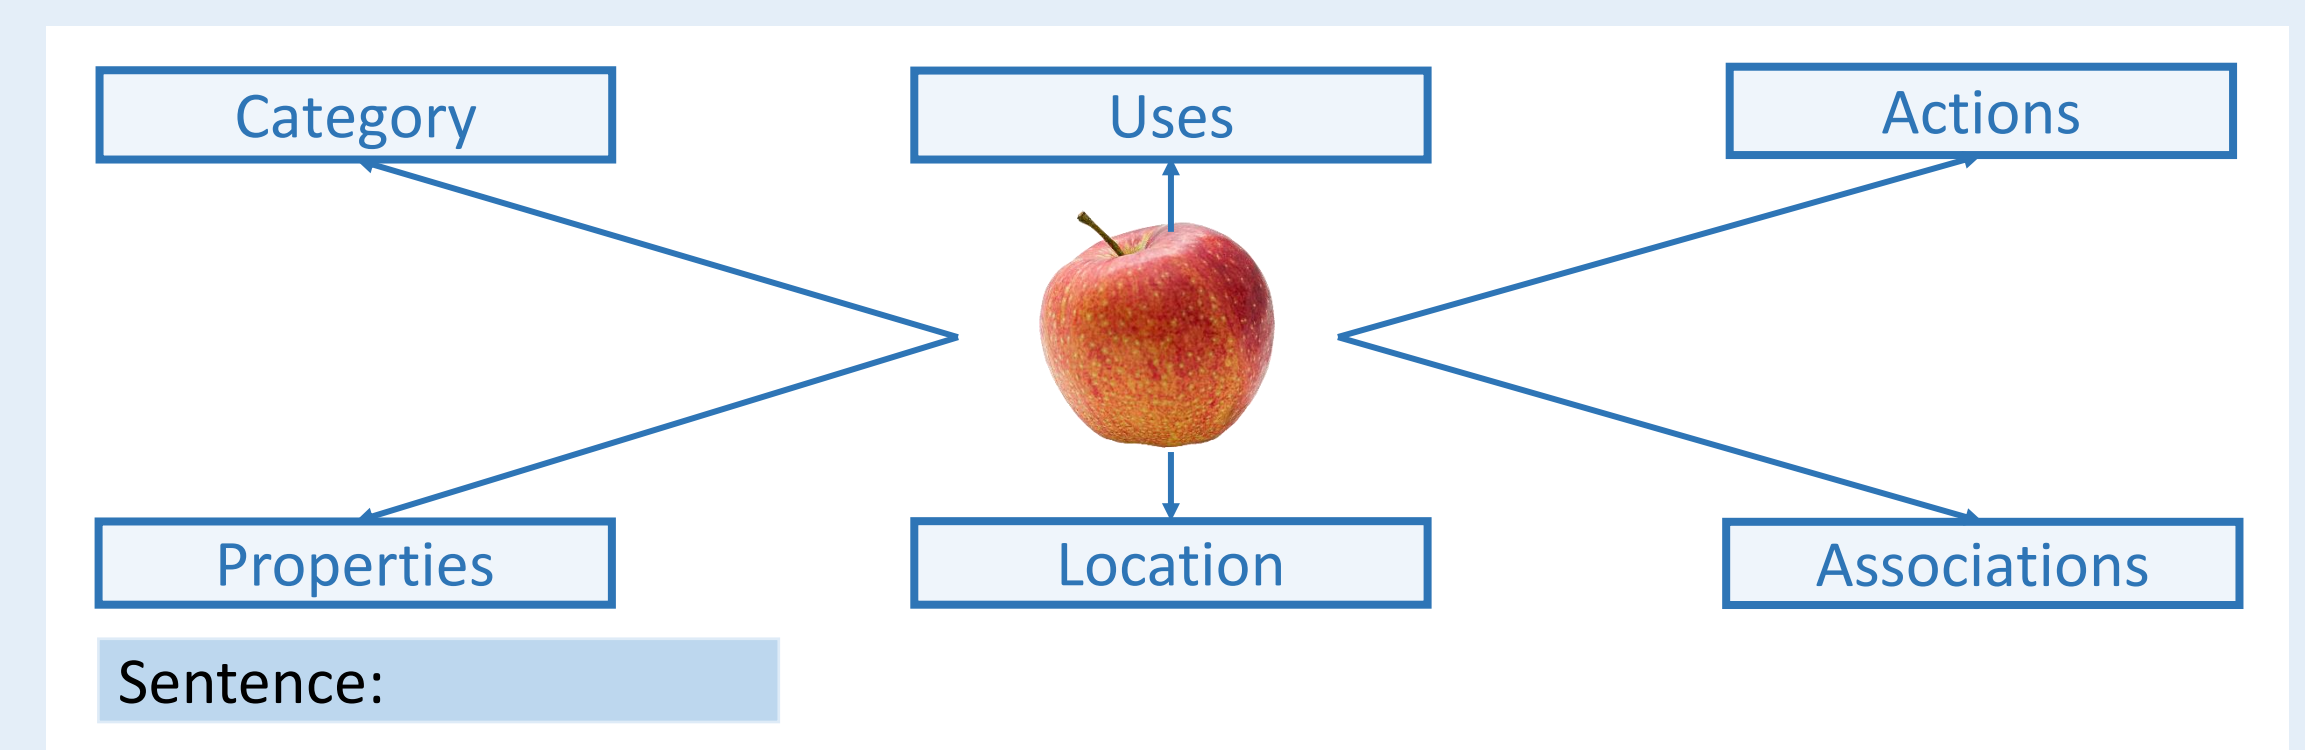 Category
Uses
Actions
Properties
Location
Associations
Sentence: